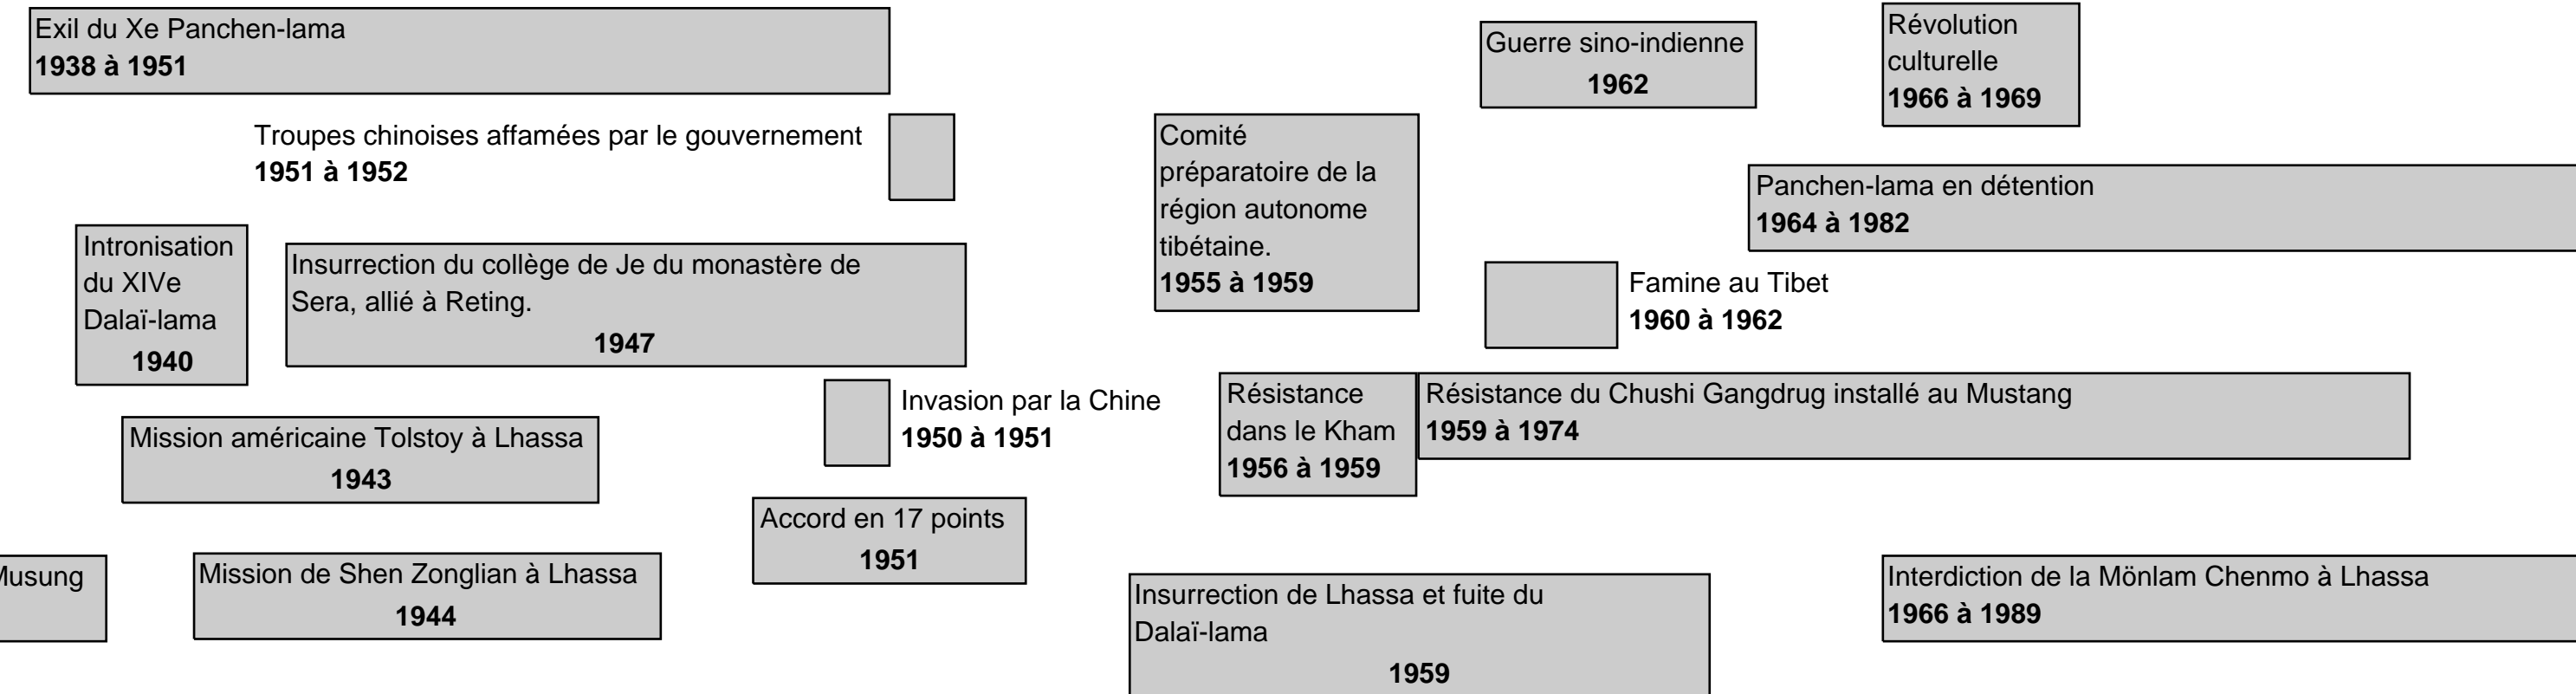 Exil du Xe Panchen-lama
1938 à 1951
Guerre sino-indienne
1962
Révolution
culturelle
1966 à 1969
Troupes chinoises affamées par le gouvernement
1951 à 1952
Comité
préparatoire de la
région autonome
tibétaine.
1955 à 1959
Panchen-lama en détention
1964 à 1982
Intronisation
du XIVe
Dalaï-lama
1940
Insurrection du collège de Je du monastère de
Sera, allié à Reting.
1947
Famine au Tibet
1960 à 1962
Invasion par la Chine
1950 à 1951
Résistance
dans le Kham
1956 à 1959
Résistance du Chushi Gangdrug installé au Mustang
1959 à 1974
Mission américaine Tolstoy à Lhassa
1943
Accord en 17 points
1951
Musung
Mission de Shen Zonglian à Lhassa
1944
Insurrection de Lhassa et fuite du
Dalaï-lama
1959
Interdiction de la Mönlam Chenmo à Lhassa
1966 à 1989